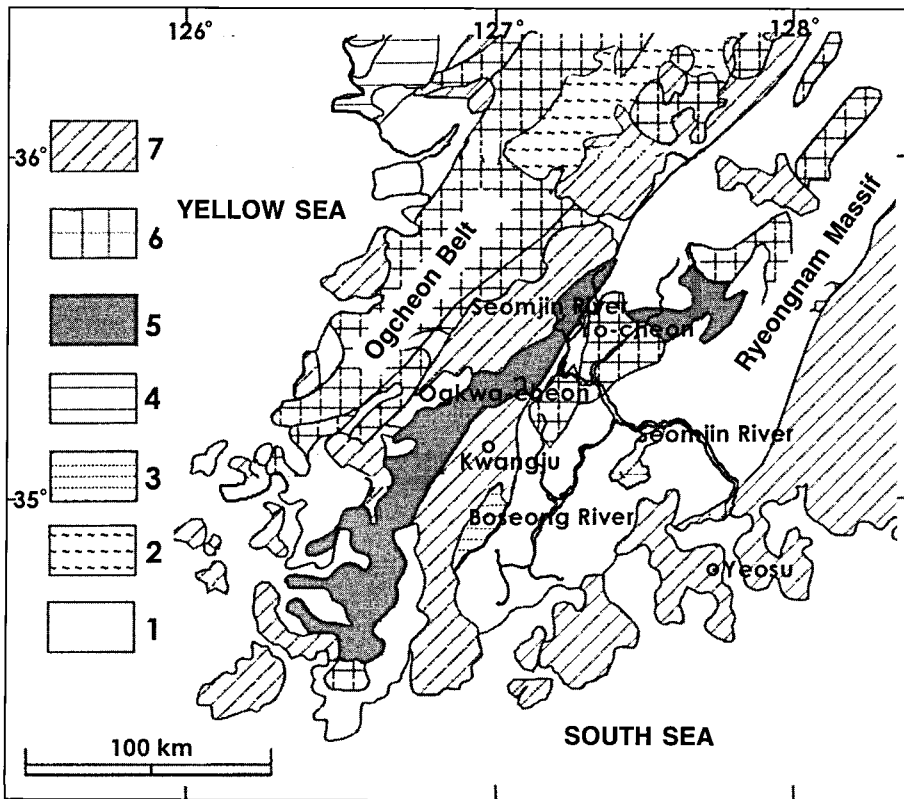 126°
127°
128°
36°
35°
7
6
5
4
3
2
1
YELLOW SEA
Ogcheon Belt
Ryeongnam Massif
Seomjin River
Yo-cheon
Ogkwa-cheon
Seomjin River
Kwangju
Boseong River
Yeosu
SOUTH SEA
100 km